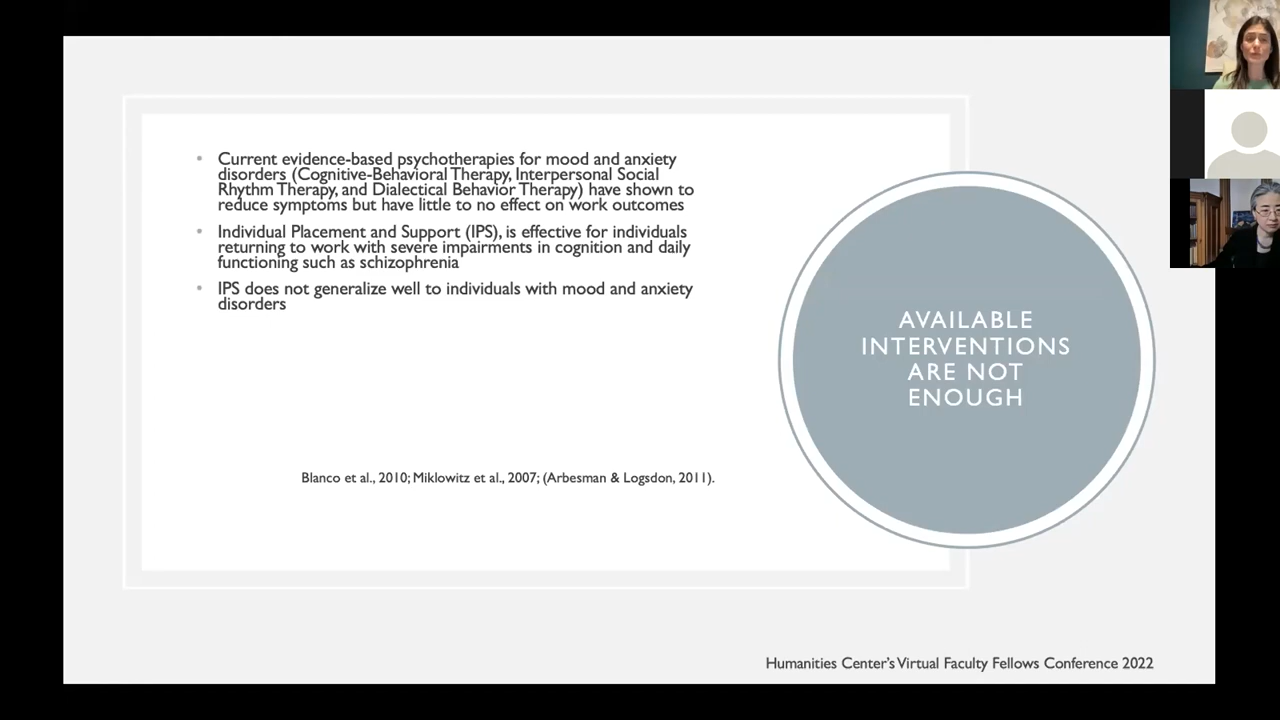 Current evidence-based psychotherapies for mood and anxiety
disorders (Cognitive-Behavioral Therapy, Interpersonal Social
Rhythm Therapy, and Dialectical Behavior Therapy) have shown to
reduce symptoms but have little to no effect on work outcomes
Individual Placement and Support (IPS), is effective for individuals
returning to work with severe impairments in cognition and daily
functioning such as schizophrenia
IPS does not generalize well to individuals with mood and anxiety
disorders
Blanco et al., 2010; Miklowitz et al., 2007; (Arbesman & Logsdon, 2011).
AVAILABLE
INTERVENTIONS
ARE NOT
ENOUGH
Humanities Center's Virtual Faculty Fellows Conference 2022